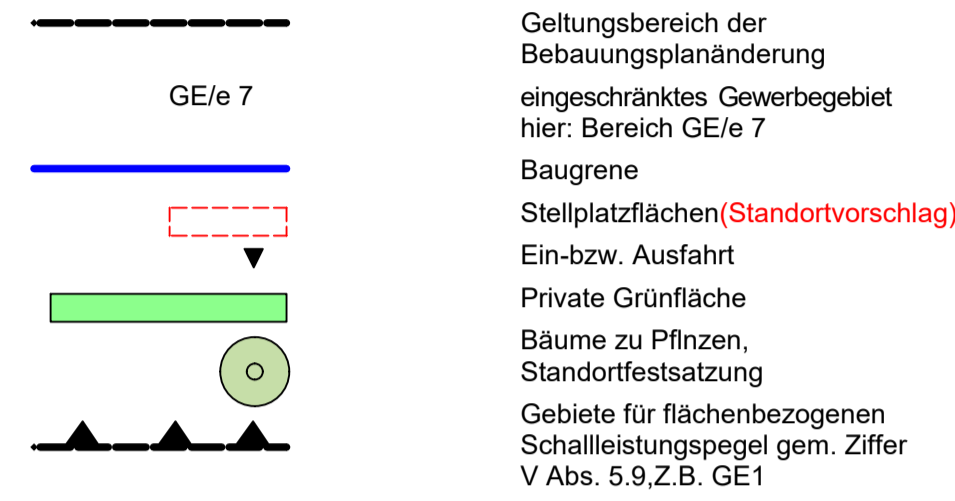 Geltungsbereich der
Bebauungsplanänderung
GE/e 7
eingeschränktes Gewerbegebiet
hier: Bereich GE/e 7
Baugrene
Stellplatzflächen(Standortvorschlag)
Ein-bzw. Ausfahrt
Private Grünfläche
Bäume zu Pflnzen,
Standortfestsatzung
Gebiete für flächenbezogenen
Schallleistungspegel gem. Ziffer
V Abs. 5.9,Z.B. GE1